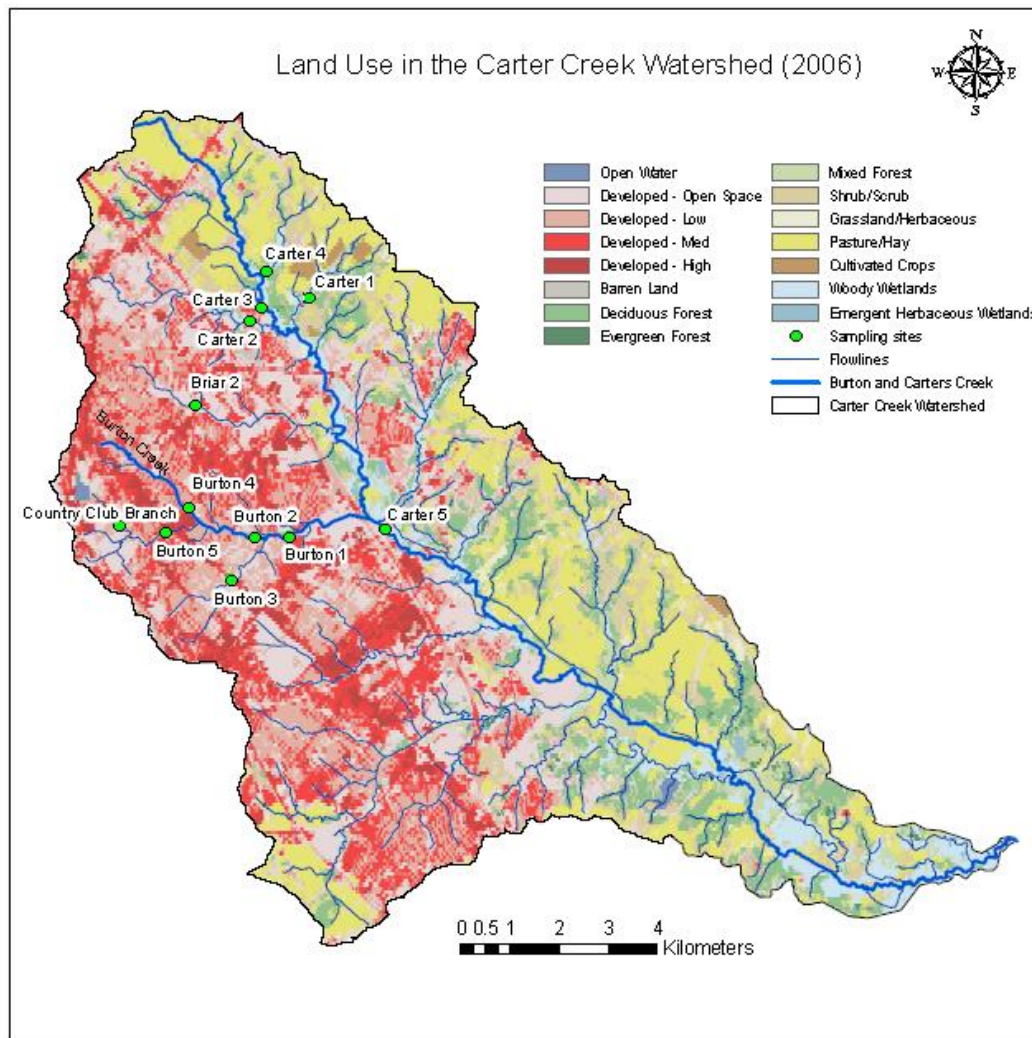 Land Use in the Carter Creek Watershed (2006)
N
W E
S
Open Water
Developed - Open Space
Developed - Low
Developed - Med
Developed - High
Barren Land
Deciduous Forest
Evergreen Forest
Mixed Forest
Shrub/Scrub
Grassland/Herbaceous
Pasture/Hay
Cultivated Crops
Woody Wetlands
Emergent Herbaceous Wetlands
Sampling sites
Flowlines
Burton and Carters Creek
Carter Creek Watershed
Carter 4
Carter 1
Carter 3
Carter 2
Briar 2
Burton Creek
Burton 4
Country Club Branch
Burton 2
Carter 5
Burton 5
Burton 1
Burton 3
0 0.5 1 2 3 4
Kilometers